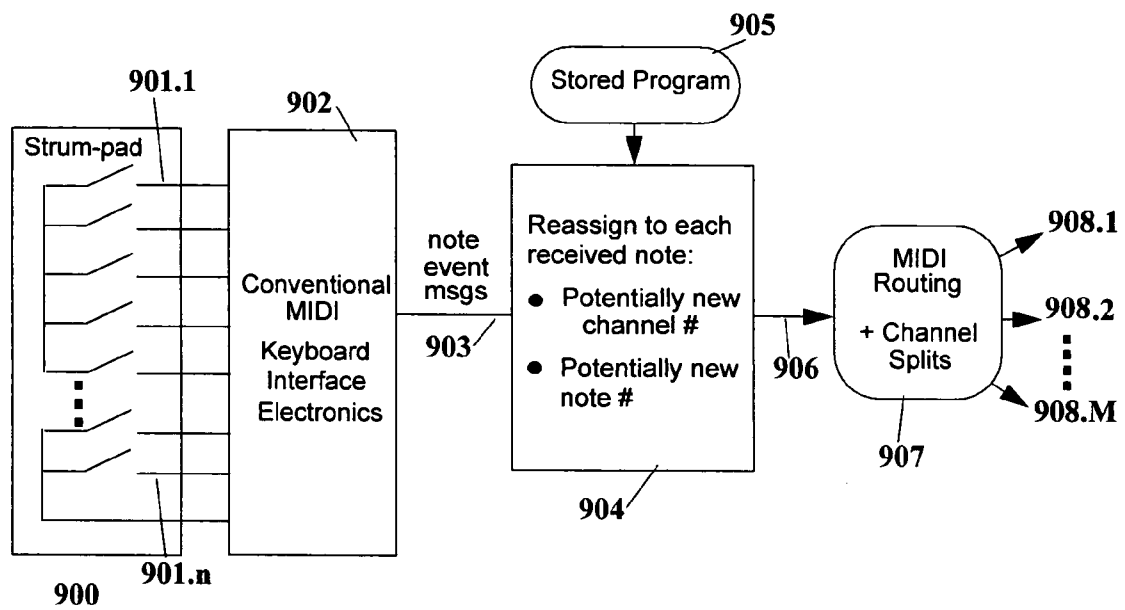 905
Stored Program
901.1
902
Strum-pad
Conventional
MIDI
Keyboard
Interface
Electronics
note
event
msgs
903
Reassign to each
received note:
● Potentially new
channel #
● Potentially new
note #
904
906
MIDI
Routing
+ Channel
Splits
907
908.1
908.2
908.M
901.n
900